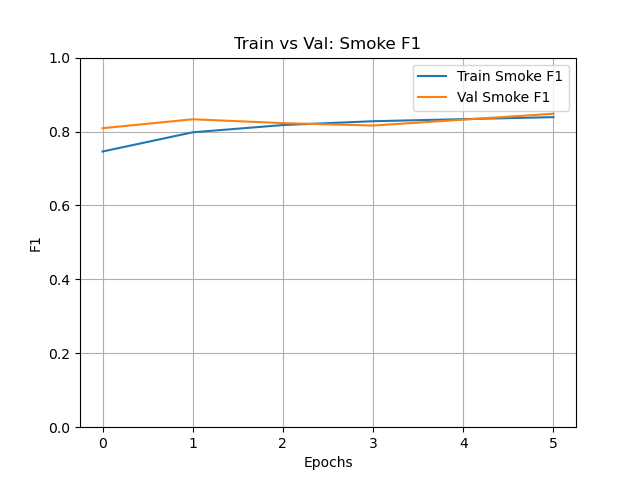 Train vs Val: Smoke F1
Train Smoke F1
Val Smoke F1
F1
1.0
0.8
0.6
0.4
0.2
0.0
0 1 2 3 4 5
Epochs